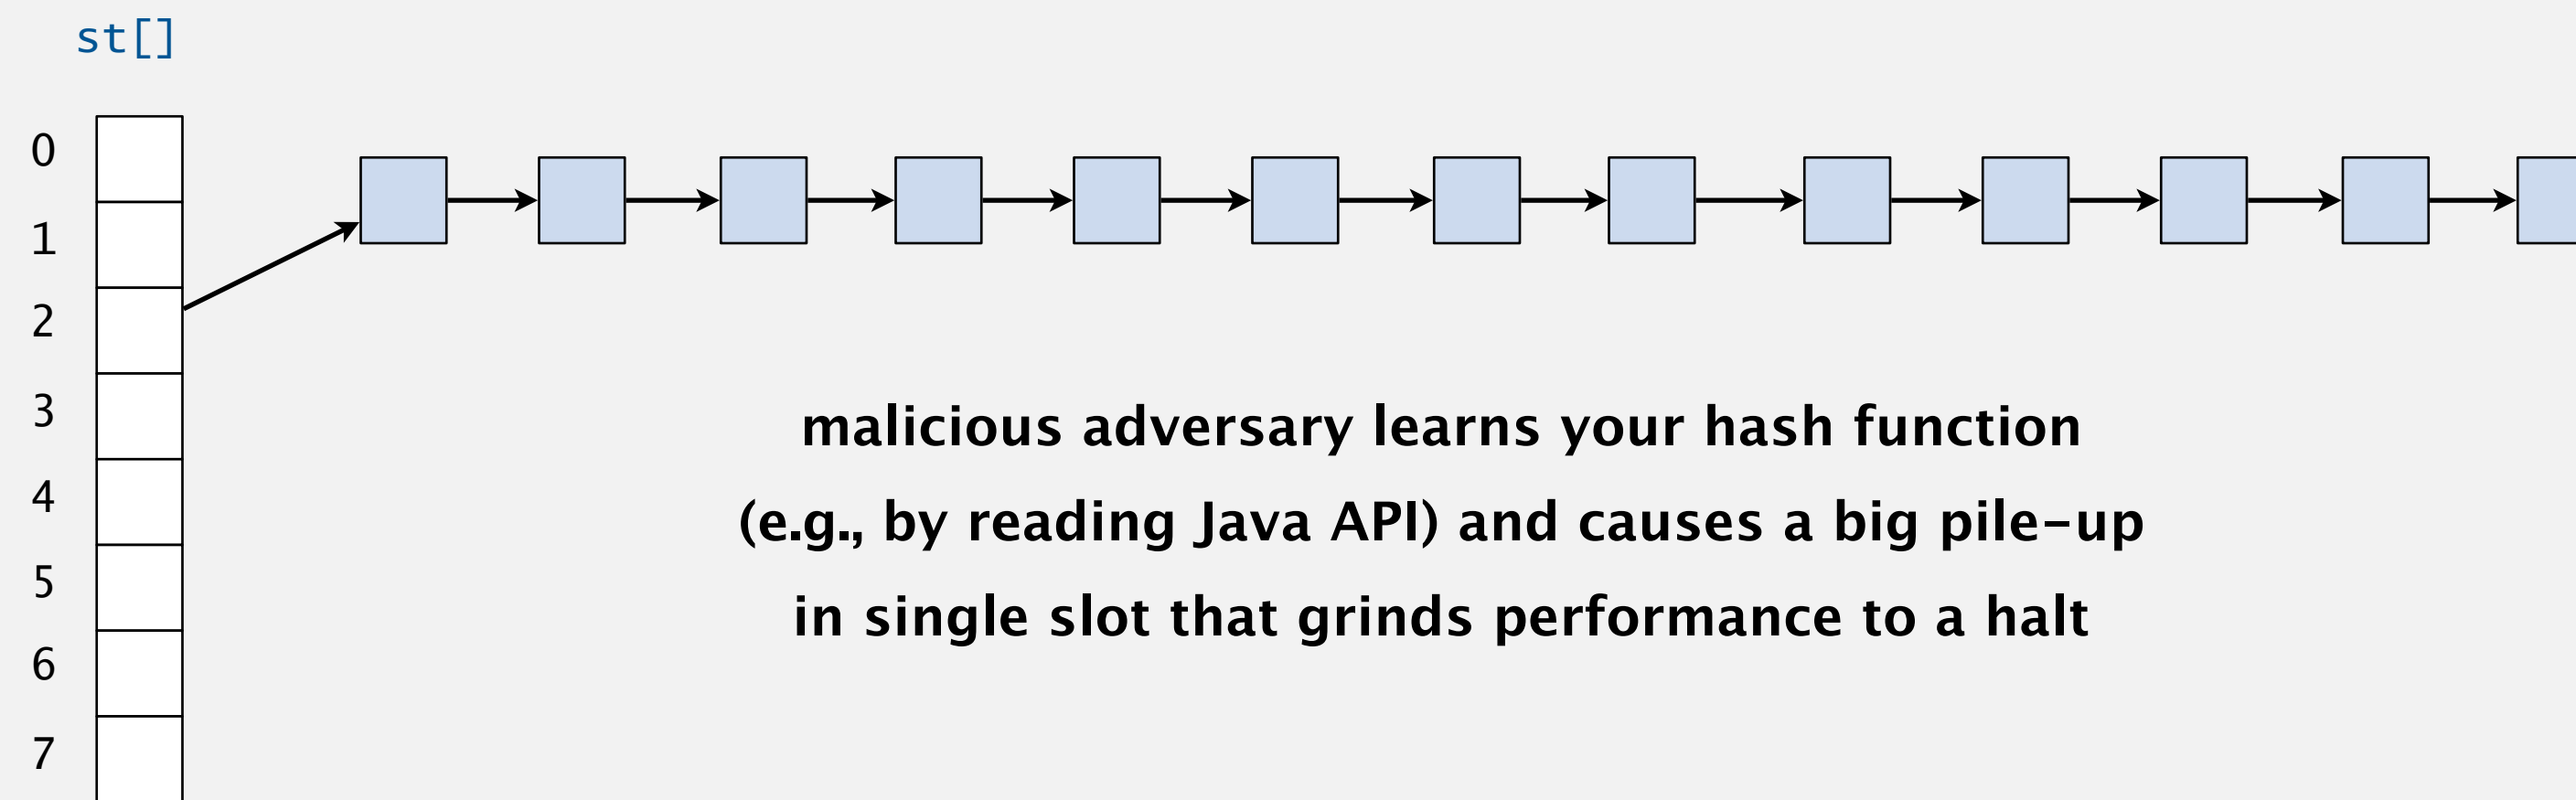 st[]
0
1
2
3
4
5
6
7
malicious adversary learns your hash function
(e.g., by reading Java API) and causes a big pile-up
in single slot that grinds performance to a halt